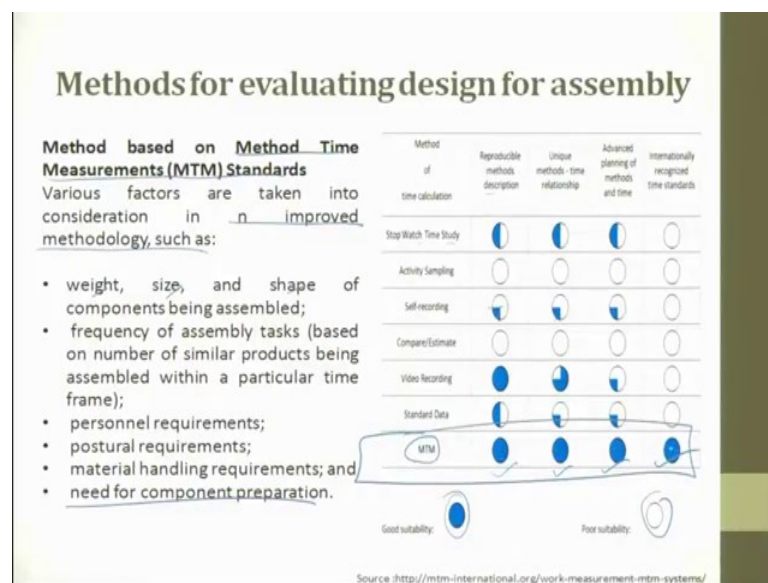 Methods for evaluating design for assembly
Method based on Method Time
Measurements (MTM) Standards
Various factors are taken into
consideration in n improved
methodology, such as:
• weight, size, and shape of
components being assembled;
• frequency of assembly tasks (based
on number of similar products being
assembled within a particular time
frame);
• personnel requirements;
• postural requirements;
• material handling requirements; and
• need for component preparation.
Method
of
time calculation
Reproducible
methods
description
Unique
methods - time
relationship
Advanced
planning of
methods
and time
Internationally
recognized
time standards
Stop Watch Time Study
Activity Sampling
Self-recording
Compare/Estimate
Video Recording
Standard Data
MTM
Good suitability:
Poor suitability:
Source :http://mtm-international.org/work-measurement-mtm-systems/